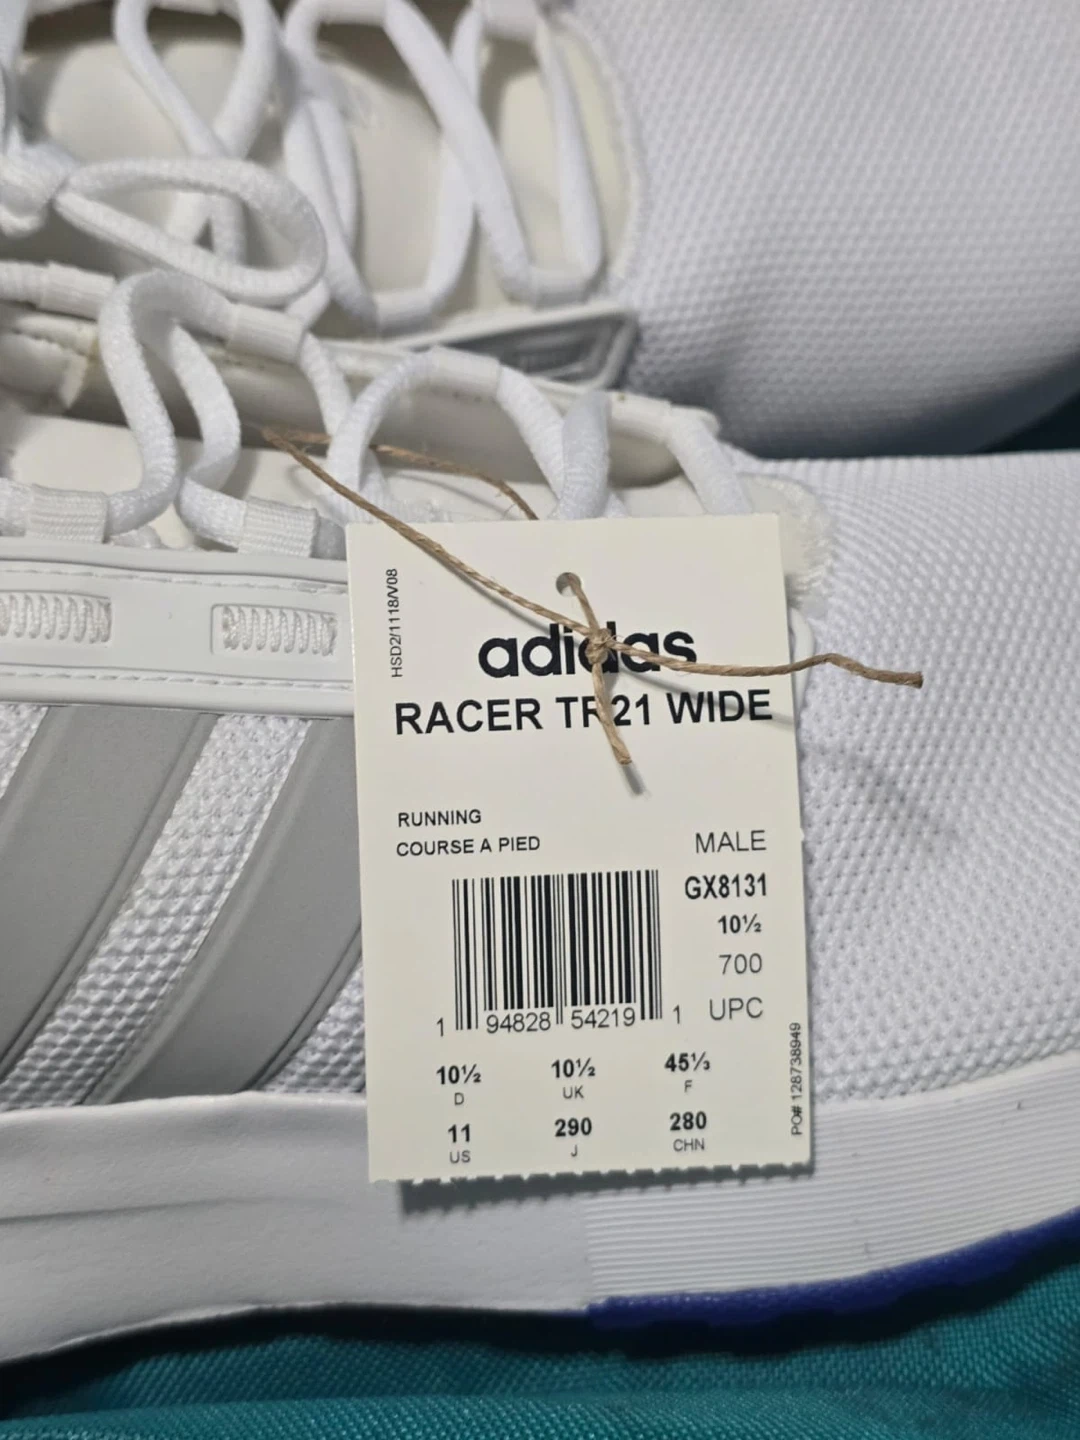 HSD2/1118/V08
adidas
RACER TR21 WIDE
RUNNING
COURSE A PIED
MALE
GX8131
10½
700
UPC
1 94828 54219 1
10½ 10½ 45⅓
D UK F
11 290 280
US J CHN
PO# 128738949